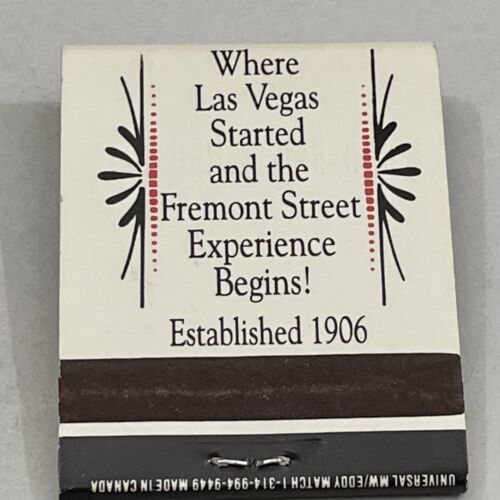 Where
Las Vegas
Started
and the
Fremont Street
Experience
Begins!
Established 1906
UNIVERSAL MW/EDDY MATCH 1-314-994-9449 MADE IN CANADA